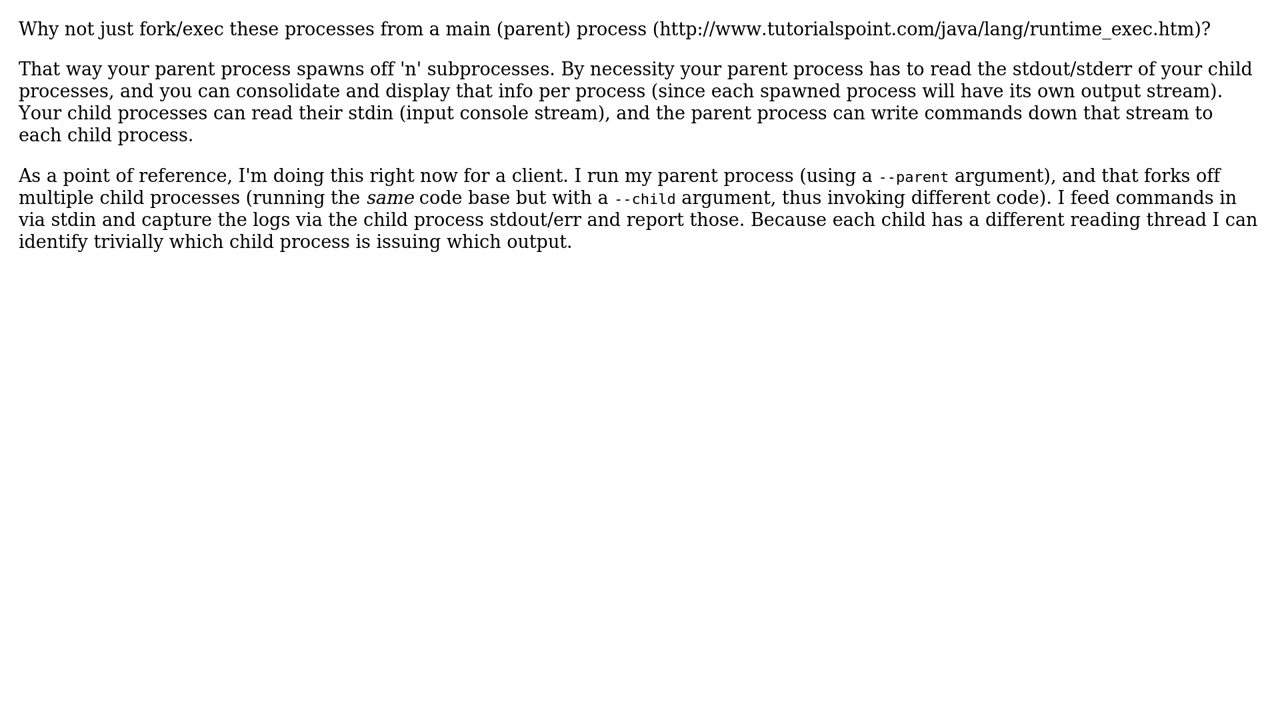 Why not just fork/exec these processes from a main (parent) process (http://www.tutorialspoint.com/java/lang/runtime_exec.htm)?
That way your parent process spawns off 'n' subprocesses. By necessity your parent process has to read the stdout/stderr of your child
processes, and you can consolidate and display that info per process (since each spawned process will have its own output stream).
Your child processes can read their stdin (input console stream), and the parent process can write commands down that stream to
each child process.
As a point of reference, I'm doing this right now for a client. I run my parent process (using a --parent argument), and that forks off
multiple child processes (running the same code base but with a --child argument, thus invoking different code). I feed commands in
via stdin and capture the logs via the child process stdout/err and report those. Because each child has a different reading thread I can
identify trivially which child process is issuing which output.